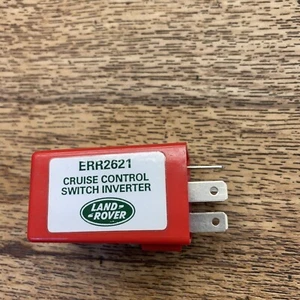 ERR2621
CRUISE CONTROL
SWITCH INVERTER
LAND-
-ROVER